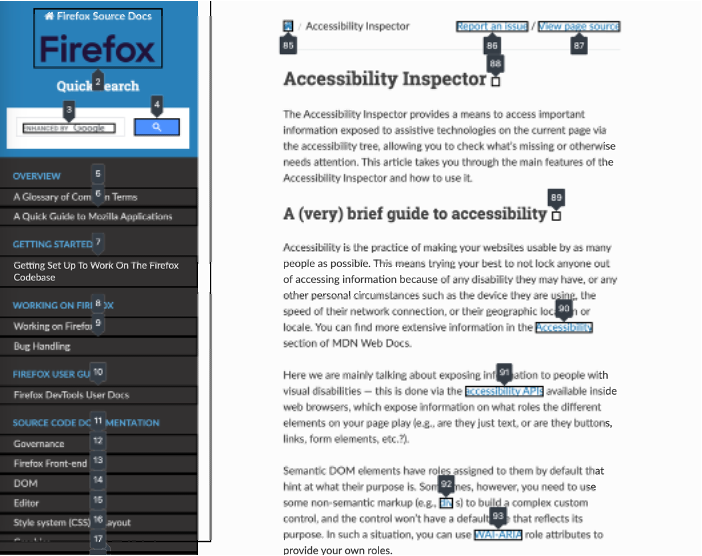 Firefox Source Docs
Firefox
2
Quick Search
3
4
ENHANCED BY Google
5
OVERVIEW
6
A Glossary of Common Terms
A Quick Guide to Mozilla Applications
7
GETTING STARTED
Getting Set Up To Work On The Firefox
Codebase
8
WORKING ON FIREFOX
9
Working on Firefox
Bug Handling
10
FIREFOX USER GU
Firefox DevTools User Docs
11
SOURCE CODE DOCUMENTATION
12
Governance
13
Firefox Front-end
14
DOM
15
Editor
16
Style system (CSS) Layout
17
/ Accessibility Inspector
Report an issue / View page source
85
86
87
88
Accessibility Inspector
The Accessibility Inspector provides a means to access important
information exposed to assistive technologies on the current page via
the accessibility tree, allowing you to check what's missing or otherwise
needs attention. This article takes you through the main features of the
Accessibility Inspector and how to use it.
89
A (very) brief guide to accessibility
Accessibility is the practice of making your websites usable by as many
people as possible. This means trying your best to not lock anyone out
of accessing information because of any disability they may have, or any
other personal circumstances such as the device they are using, the
speed of their network connection, or their geographic location or
90
locale. You can find more extensive information in the Accessibility
section of MDN Web Docs.
91
Here we are mainly talking about exposing information to people with
visual disabilities — this is done via the accessibility APIs available inside
web browsers, which expose information on what roles the different
elements on your page play (e.g., are they just text, or are they buttons,
links, form elements, etc.?).
Semantic DOM elements have roles assigned to them by default that
hint at what their purpose is. Sometimes, however, you need to use
92
some non-semantic markup (e.g., div s) to build a complex custom
control, and the control won't have a default role that reflects its
93
purpose. In such a situation, you can use WAI-ARIA role attributes to
provide your own roles.